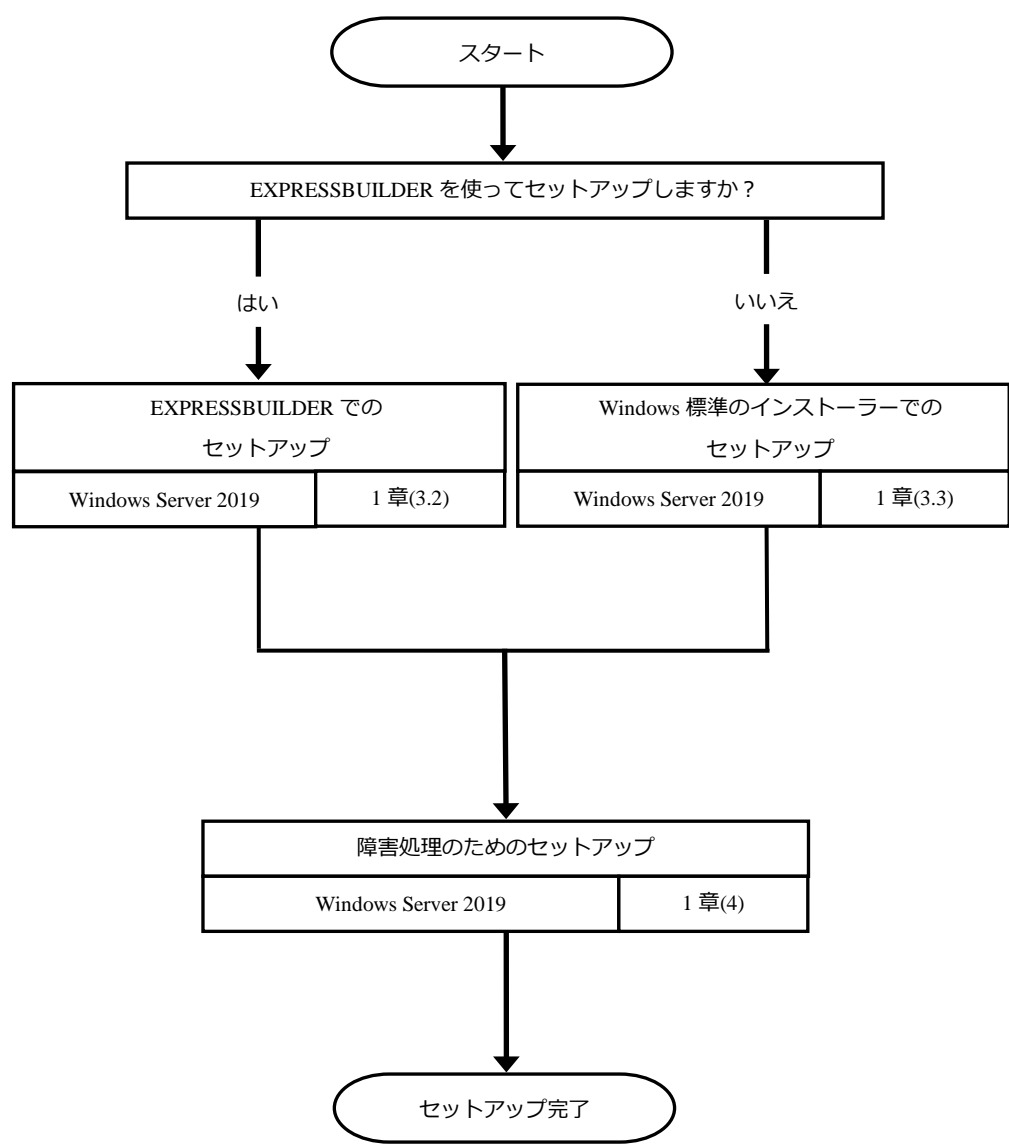 スタート
EXPRESSBUILDER を使ってセットアップしますか？
はい
いいえ
EXPRESSBUILDER での
セットアップ
Windows Server 2019
1 章(3.2)
Windows 標準のインストーラーでの
セットアップ
Windows Server 2019
1 章(3.3)
障害処理のためのセットアップ
Windows Server 2019
1 章(4)
セットアップ完了